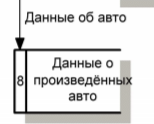 Данные об авто
Данные о
8 произведённых
авто